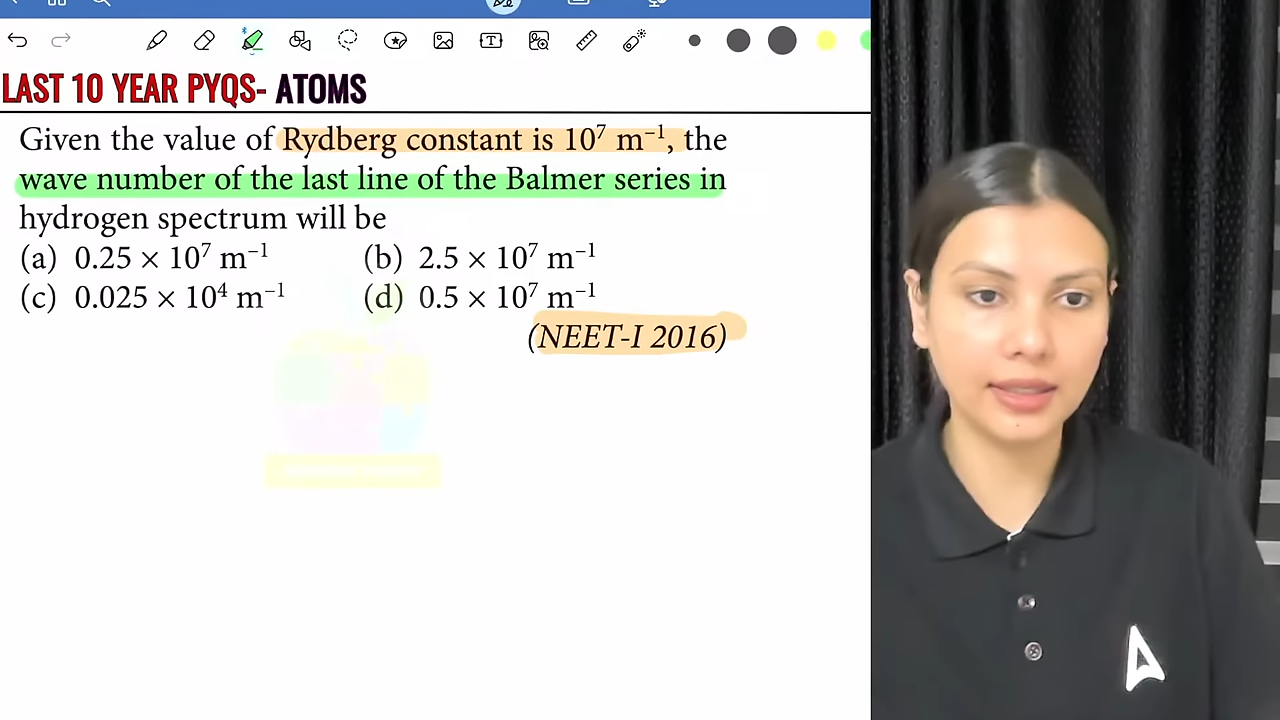 LAST 10 YEAR PYQS- ATOMS
Given the value of Rydberg constant is 10⁷ m⁻¹, the
wave number of the last line of the Balmer series in
hydrogen spectrum will be
(a) 0.25 × 10⁷ m⁻¹ (b) 2.5 × 10⁷ m⁻¹
(c) 0.025 × 10⁴ m⁻¹ (d) 0.5 × 10⁷ m⁻¹
(NEET-I 2016)